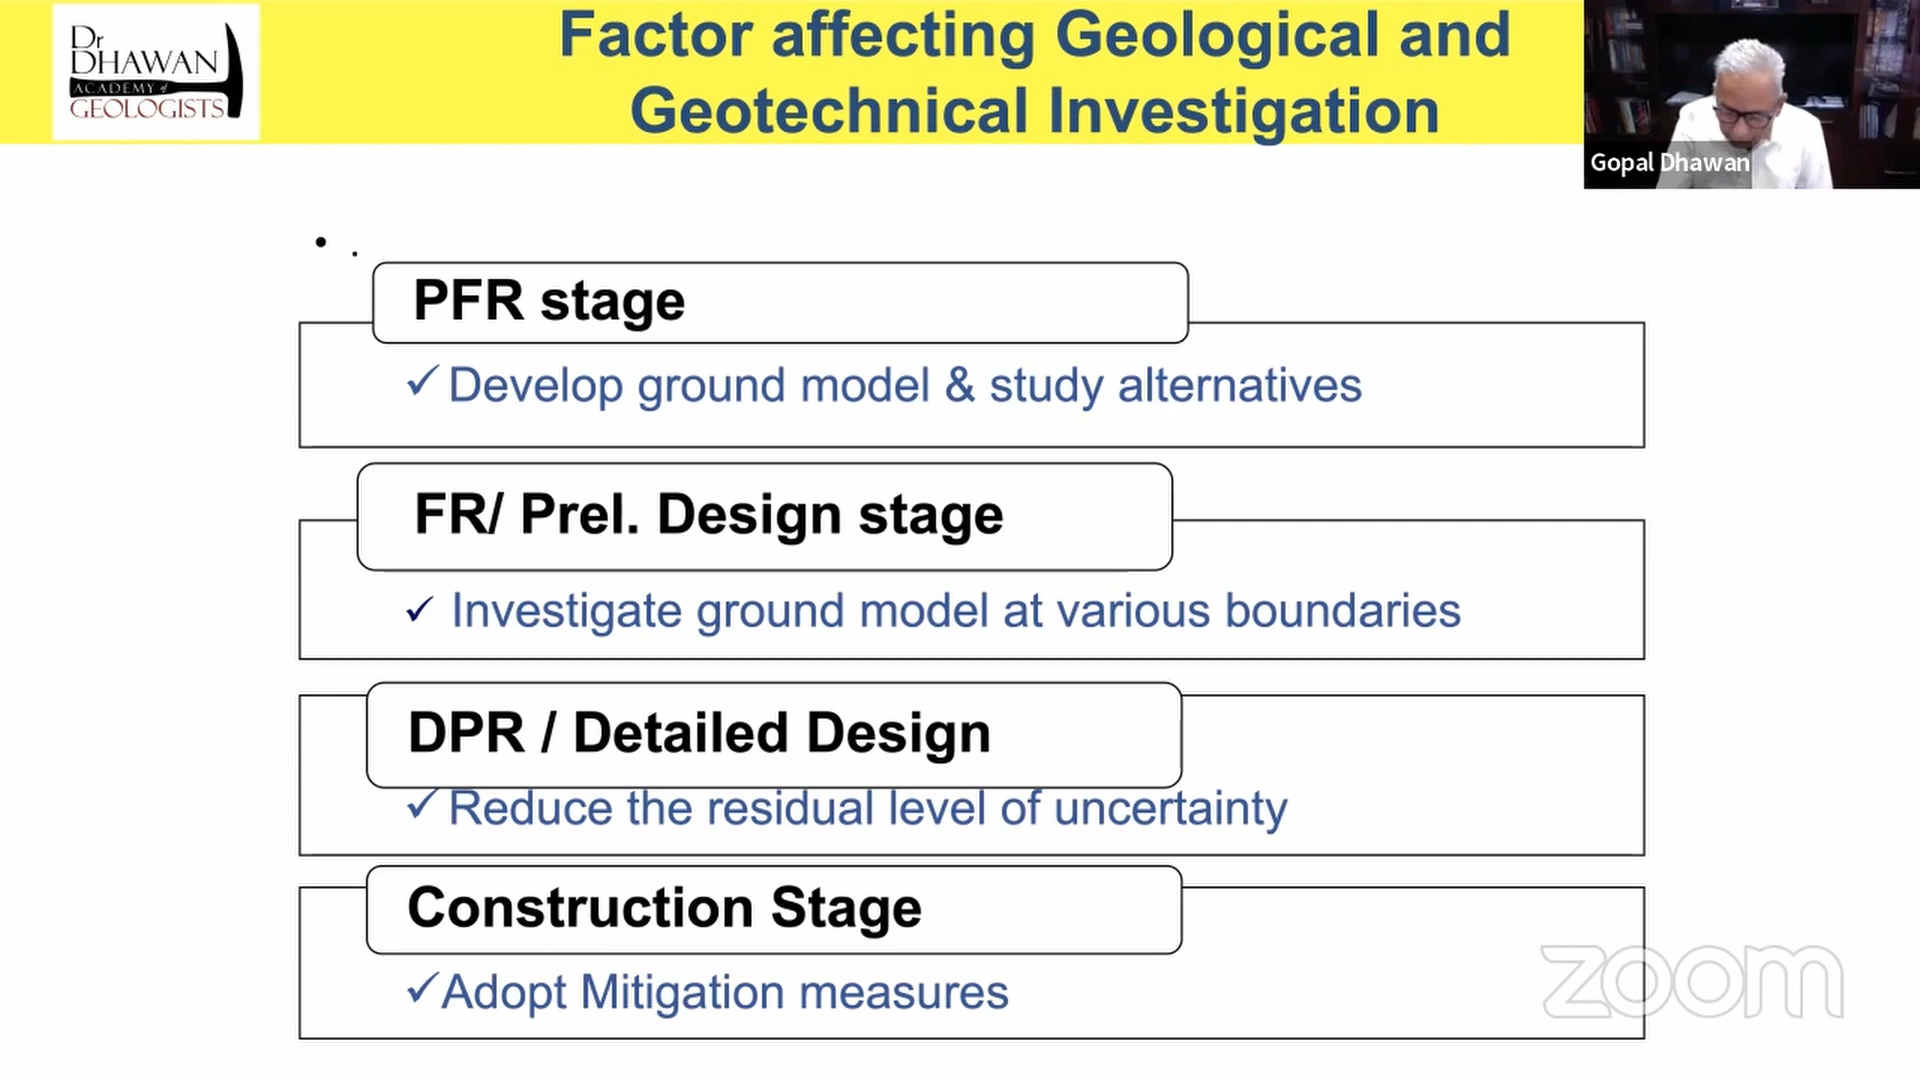 Dr
DHAWAN
ACADEMY of
GEOLOGISTS
Factor affecting Geological and
Geotechnical Investigation
Gopal Dhawan
PFR stage
✓ Develop ground model & study alternatives
FR/ Prel. Design stage
✓ Investigate ground model at various boundaries
DPR / Detailed Design
✓ Reduce the residual level of uncertainty
Construction Stage
✓ Adopt Mitigation measures
zoom